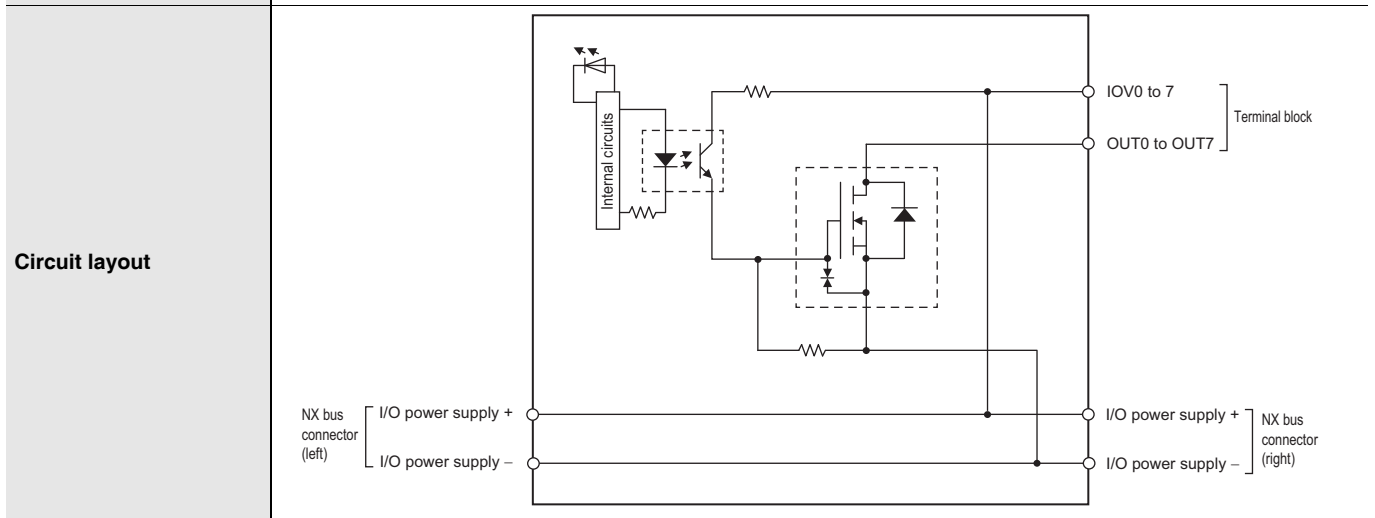 Circuit layout
Internal circuits
IOV0 to 7
OUT0 to OUT7
Terminal block
NX bus
connector
(left)
I/O power supply +
I/O power supply −
I/O power supply +
I/O power supply −
NX bus
connector
(right)